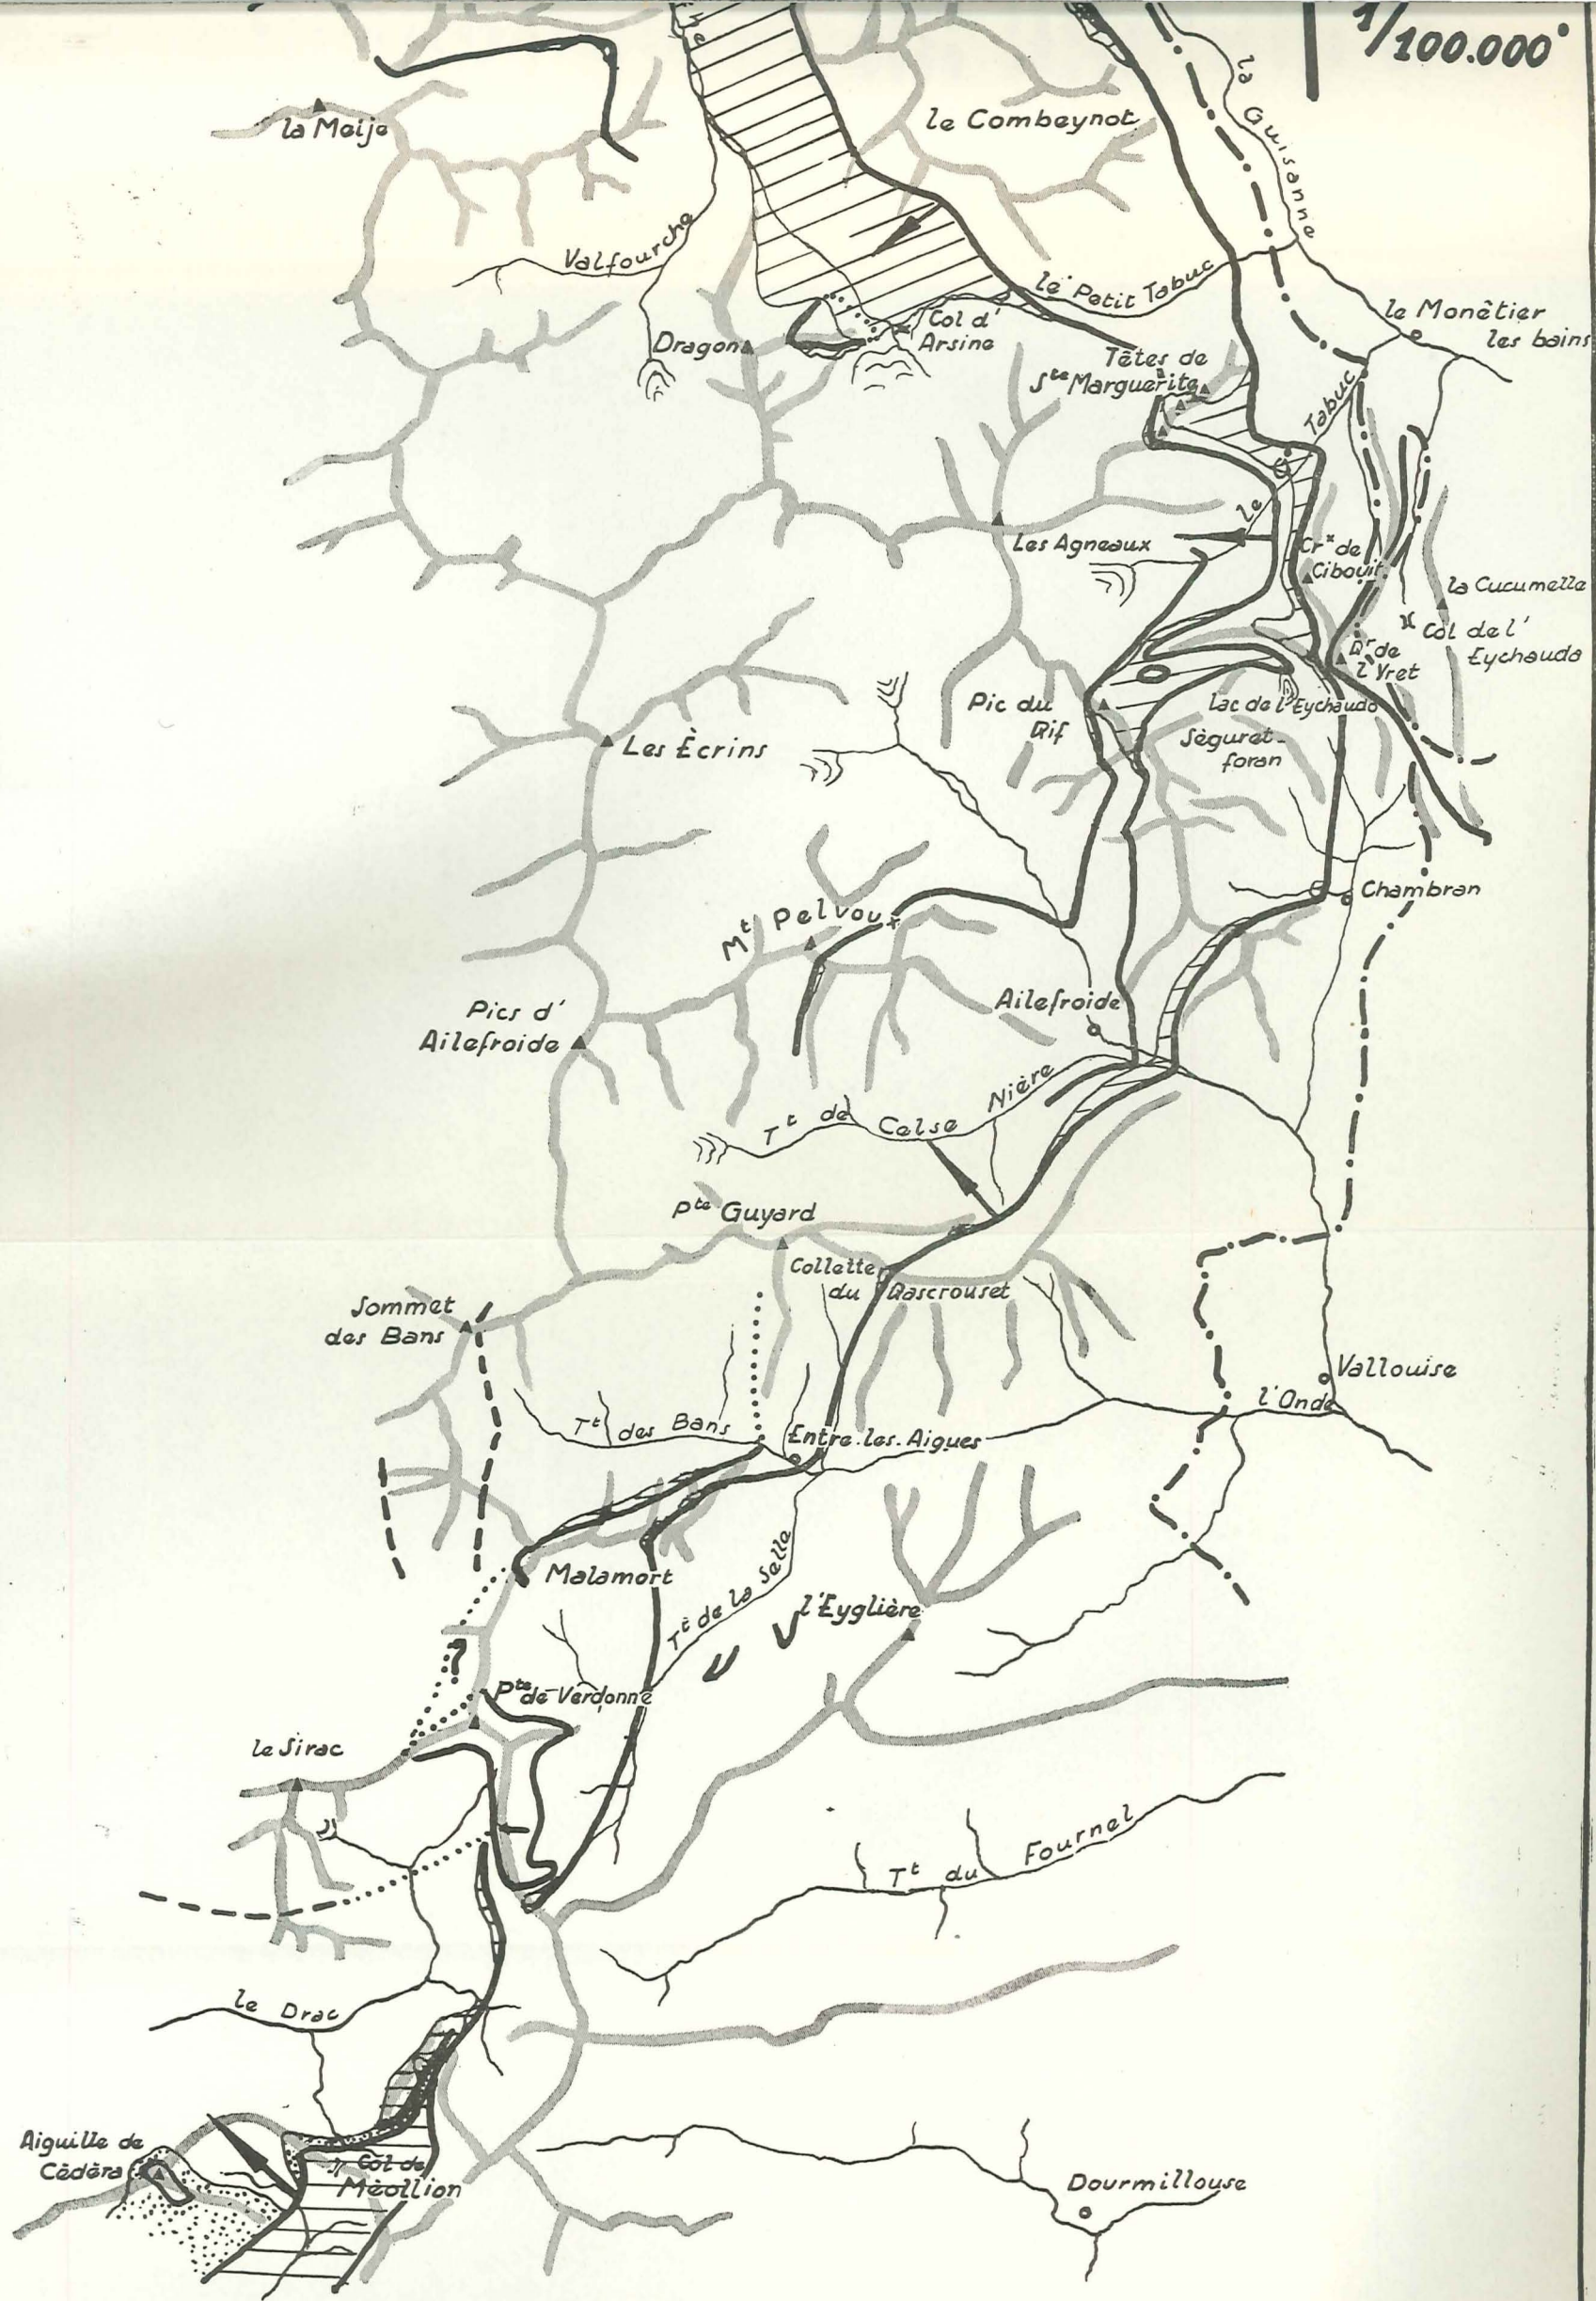 1/100.000°
la Guisanne
la Meije
le Combeynot
Valfourche
le Petit Tabuc
le Monêtier
les bains
Dragon
Col d'
Arsine
Têtes de
Ste Marguerite
le Tabuc
Les Agneaux
Crx de
Cibouit
la Cucumelle
Col de l'
Eychauda
l'Yret
Pic du
Rif
Lac de l'Eychauda
Séguret-
foran
Les Ècrins
Chambran
Mt Pelvoux
Pics d'
Ailefroide
Ailefroide
Tt de Celse Nière
Pte Guyard
Collette
du Rascrouset
Sommet
des Bans
Vallouise
l'Onde
Tt des Bans
Entre.les.Aigues
Malamort
Tt de la Selle
l'Eyglière
?
Pte de Verdonne
le Sirac
Tt du Fournel
le Drac
Aiguille de
Cédéra
Col de
Méollion
Dourmillouse